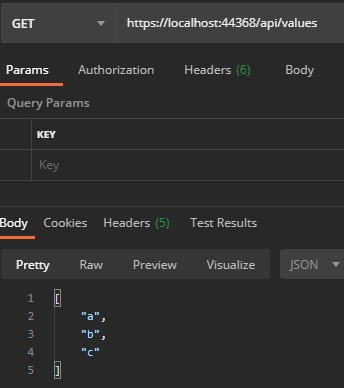 GET https://localhost:44368/api/values
Params Authorization Headers (6) Body
Query Params
KEY
Key
Body Cookies Headers (5) Test Results
Pretty Raw Preview Visualize JSON
1 [
2 "a",
3 "b",
4 "c"
5 ]